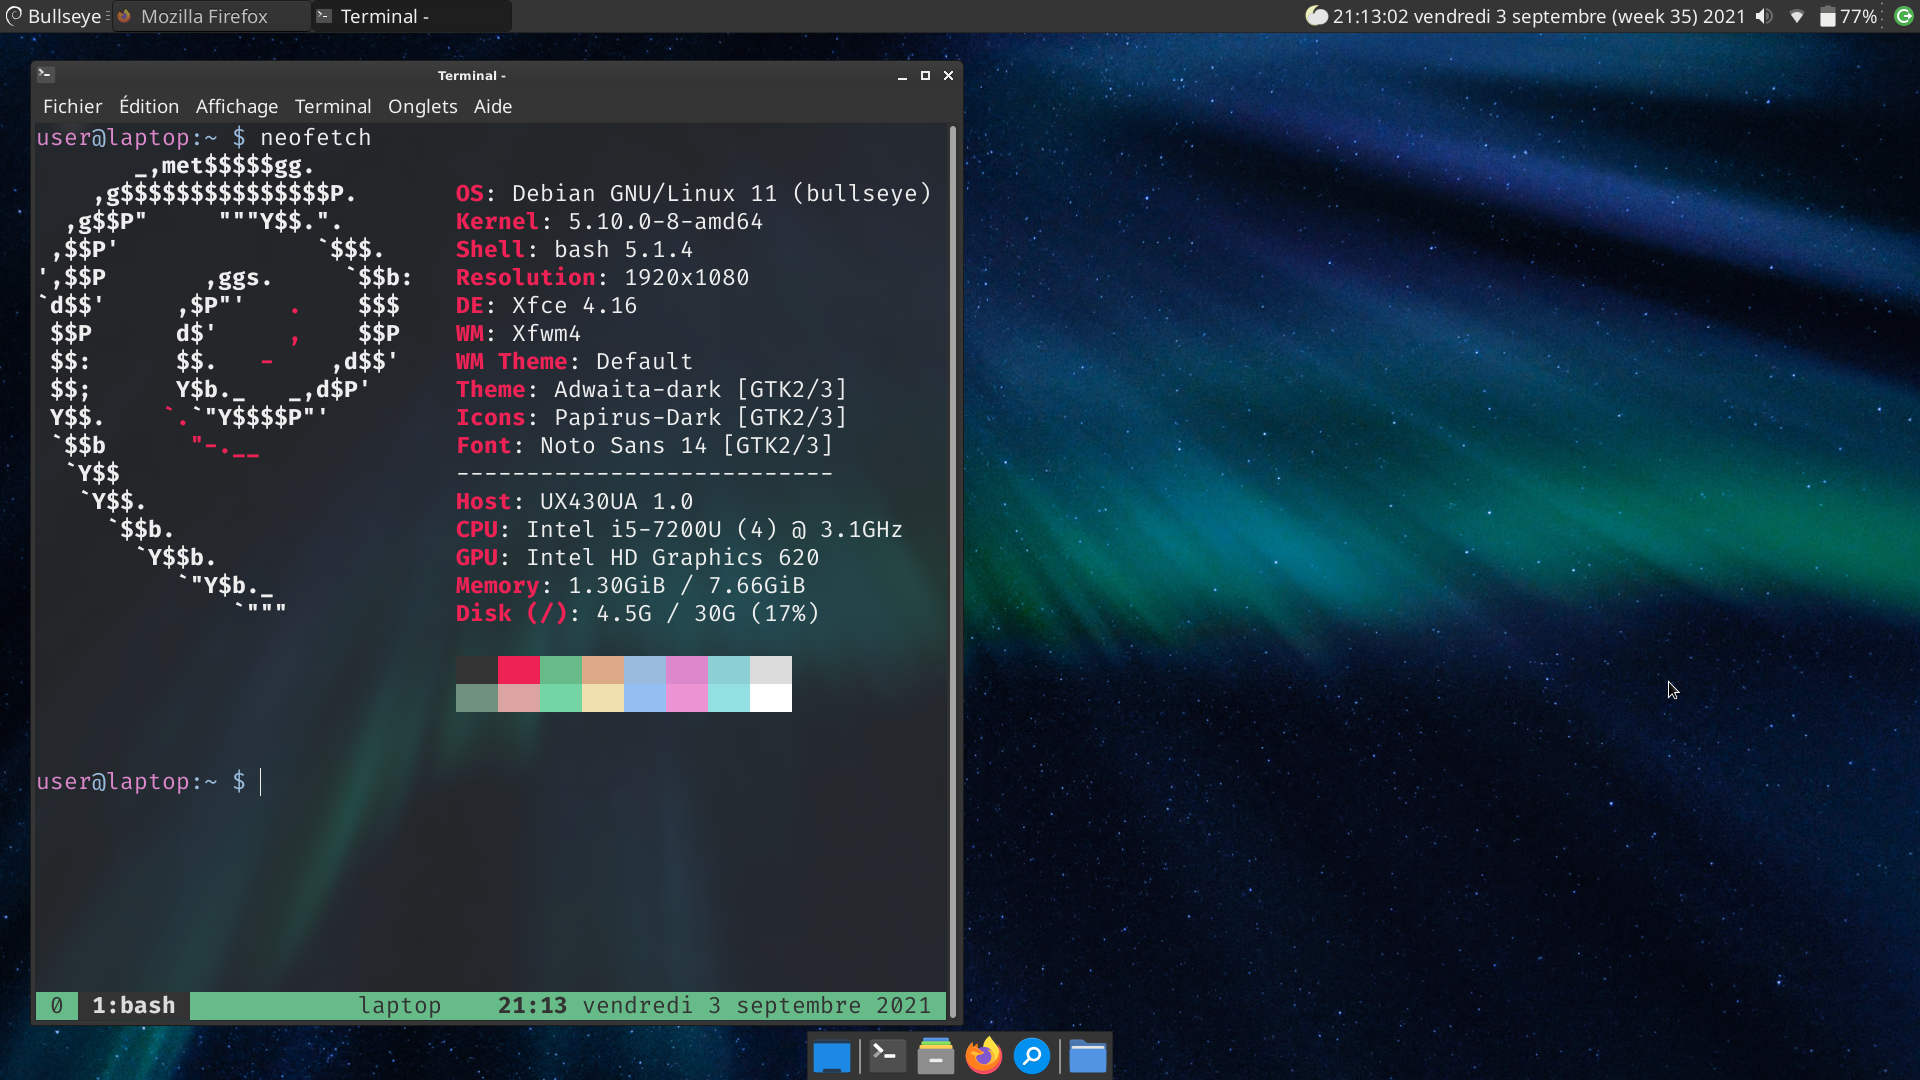 Bullseye Mozilla Firefox Terminal - 21:13:02 vendredi 3 septembre (week 35) 2021 77%
Terminal -
Fichier Édition Affichage Terminal Onglets Aide
user@laptop:~ $ neofetch
_,met$$$$$gg.
,g$$$$$$$$$$$$$$$P. OS: Debian GNU/Linux 11 (bullseye)
,g$$P" """Y$$.". Kernel: 5.10.0-8-amd64
,$$P' `$$$. Shell: bash 5.1.4
',$$P ,ggs. `$$b: Resolution: 1920x1080
`d$$' ,$P"' . $$$ DE: Xfce 4.16
$$P d$' , $$P WM: Xfwm4
$$: $$. - ,d$$' WM Theme: Default
$$; Y$b._ _,d$P' Theme: Adwaita-dark [GTK2/3]
Y$$. `.`"Y$$$$P"' Icons: Papirus-Dark [GTK2/3]
`$$b "-.__ Font: Noto Sans 14 [GTK2/3]
`Y$$ ---------------------------
`Y$$. Host: UX430UA 1.0
`$$b. CPU: Intel i5-7200U (4) @ 3.1GHz
`Y$$b. GPU: Intel HD Graphics 620
`"Y$b._ Memory: 1.30GiB / 7.66GiB
`""" Disk (/): 4.5G / 30G (17%)
user@laptop:~ $
0 1:bash laptop 21:13 vendredi 3 septembre 2021